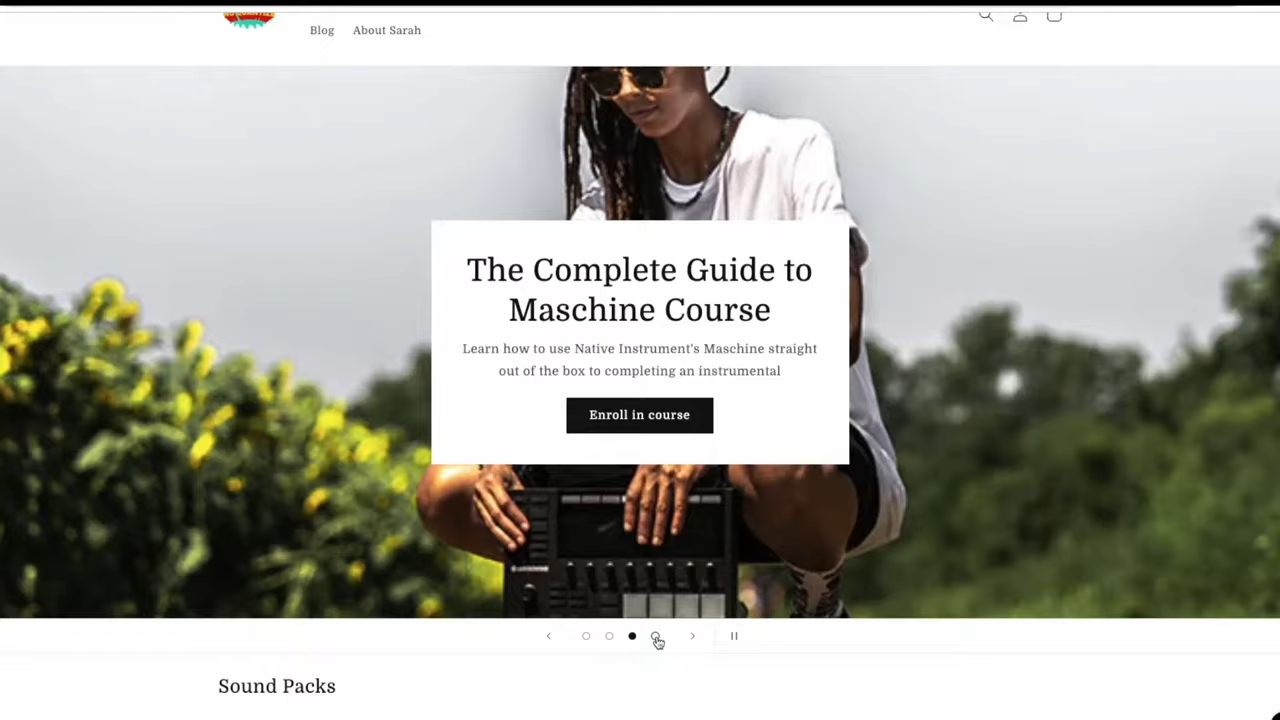 Blog About Sarah
The Complete Guide to
Maschine Course
Learn how to use Native Instrument's Maschine straight
out of the box to completing an instrumental
Enroll in course
Sound Packs